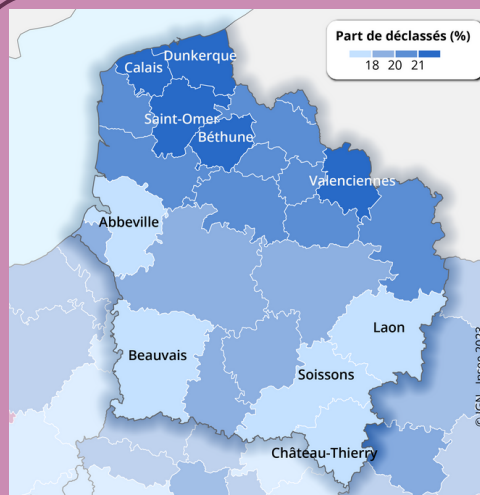 Part de déclassés (%)
18 20 21
Dunkerque
Calais
Saint-Omer
Béthune
Valenciennes
Abbeville
Laon
Beauvais
Soissons
Château-Thierry
© IGN - Insee 2023